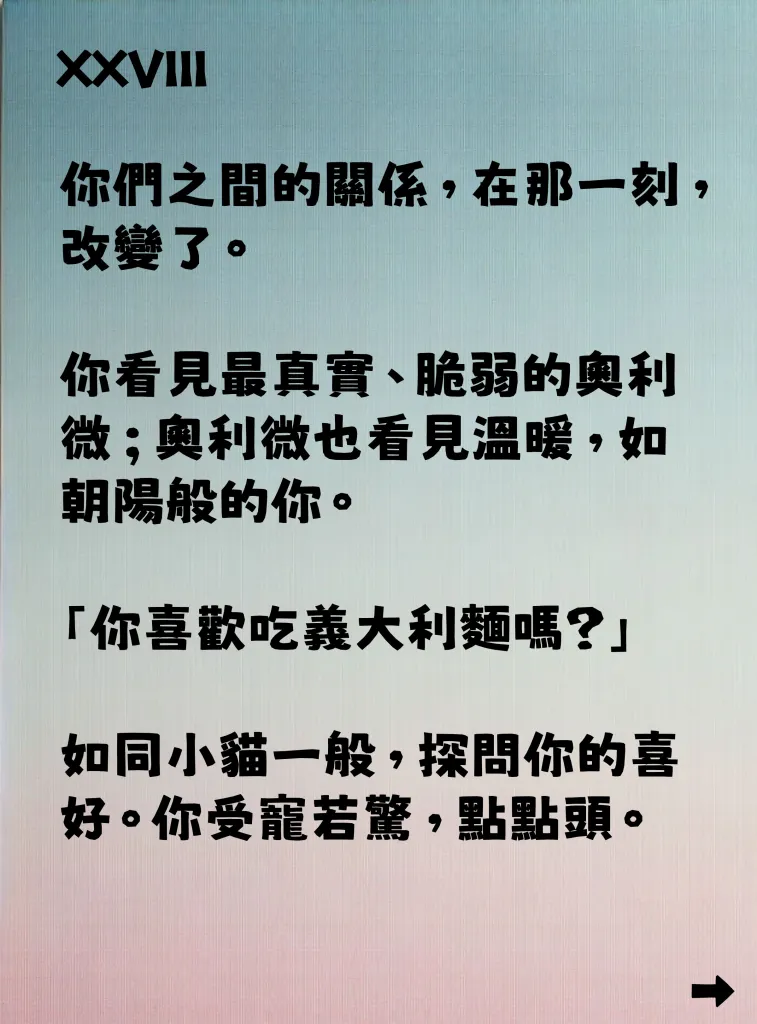 XXVIII
你們之間的關係，在那一刻，
改變了。
你看見最真實、脆弱的奧利
微；奧利微也看見溫暖，如
朝陽般的你。
「你喜歡吃義大利麵嗎？」
如同小貓一般，探問你的喜
好。你受寵若驚，點點頭。